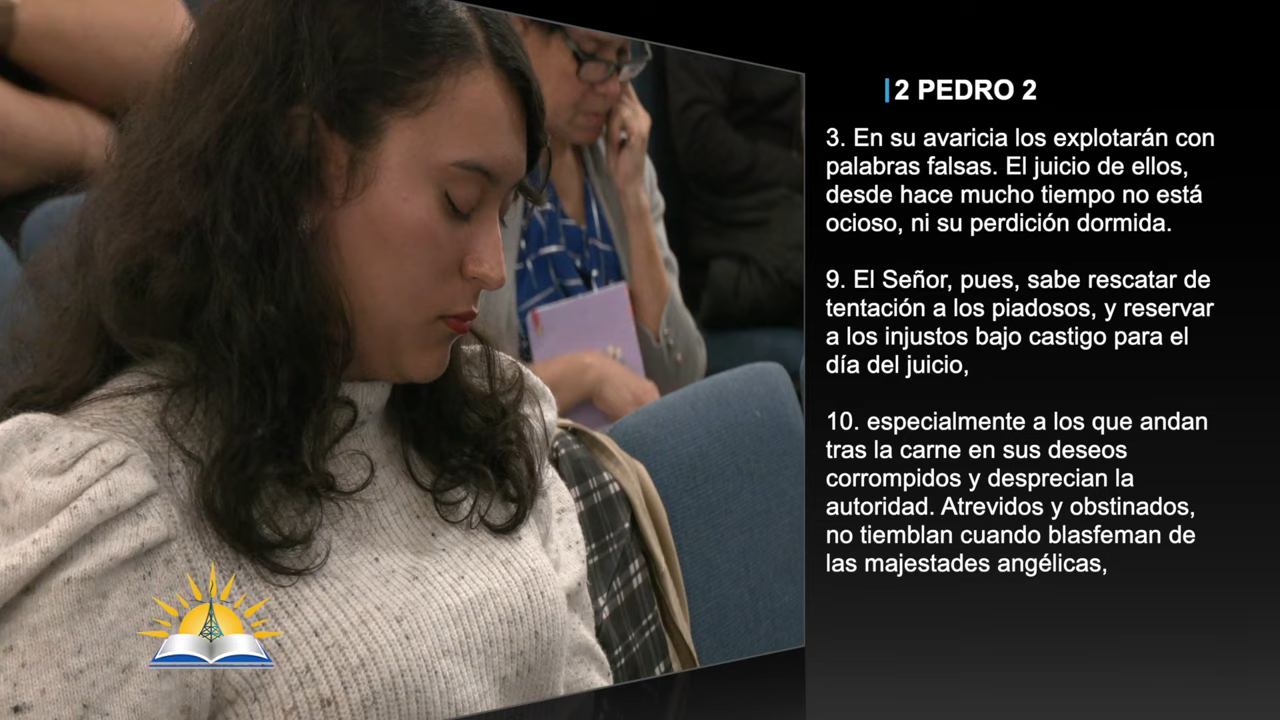 2 PEDRO 2
3. En su avaricia los explotarán con
palabras falsas. El juicio de ellos,
desde hace mucho tiempo no está
ocioso, ni su perdición dormida.
9. El Señor, pues, sabe rescatar de
tentación a los piadosos, y reservar
a los injustos bajo castigo para el
día del juicio,
10. especialmente a los que andan
tras la carne en sus deseos
corrompidos y desprecian la
autoridad. Atrevidos y obstinados,
no tiemblan cuando blasfeman de
las majestades angélicas,